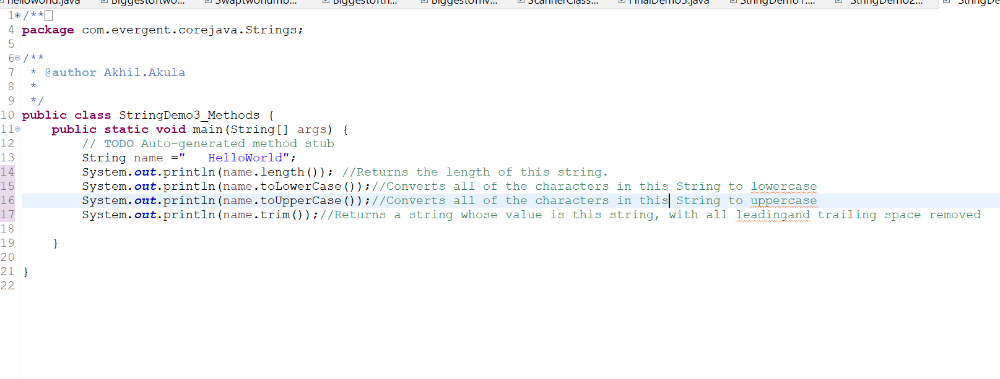 helloworld.java Biggestoftwo... Swaptwonumb... Biggestofth... Biggestofiv... ScannerClass... FinalDemo3.java StringDemo1.... StringDemo2... StringDe
1 /**
4 package com.evergent.corejava.Strings;
5
6 /**
7 * @author Akhil.Akula
8 *
9 */
10 public class StringDemo3_Methods {
11 public static void main(String[] args) {
12 // TODO Auto-generated method stub
13 String name ="   HelloWorld";
14 System.out.println(name.length()); //Returns the length of this string.
15 System.out.println(name.toLowerCase());//Converts all of the characters in this String to lowercase
16 System.out.println(name.toUpperCase());//Converts all of the characters in this String to uppercase
17 System.out.println(name.trim());//Returns a string whose value is this string, with all leadingand trailing space removed
18
19 }
20
21 }
22